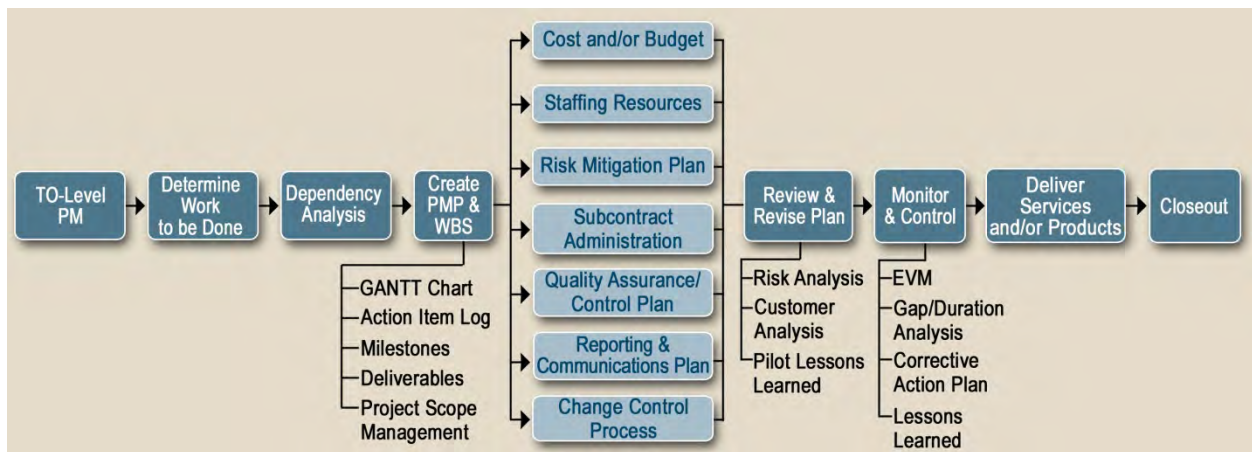 TO-Level
PM
Determine
Work
to be Done
Dependency
Analysis
Create
PMP &
WBS
GANTT Chart
Action Item Log
Milestones
Deliverables
Project Scope
Management
Cost and/or Budget
Staffing Resources
Risk Mitigation Plan
Subcontract
Administration
Quality Assurance/
Control Plan
Reporting &
Communications Plan
Change Control
Process
Review &
Revise Plan
Risk Analysis
Customer
Analysis
Pilot Lessons
Learned
Monitor
& Control
EVM
Gap/Duration
Analysis
Corrective
Action Plan
Lessons
Learned
Deliver
Services
and/or Products
Closeout